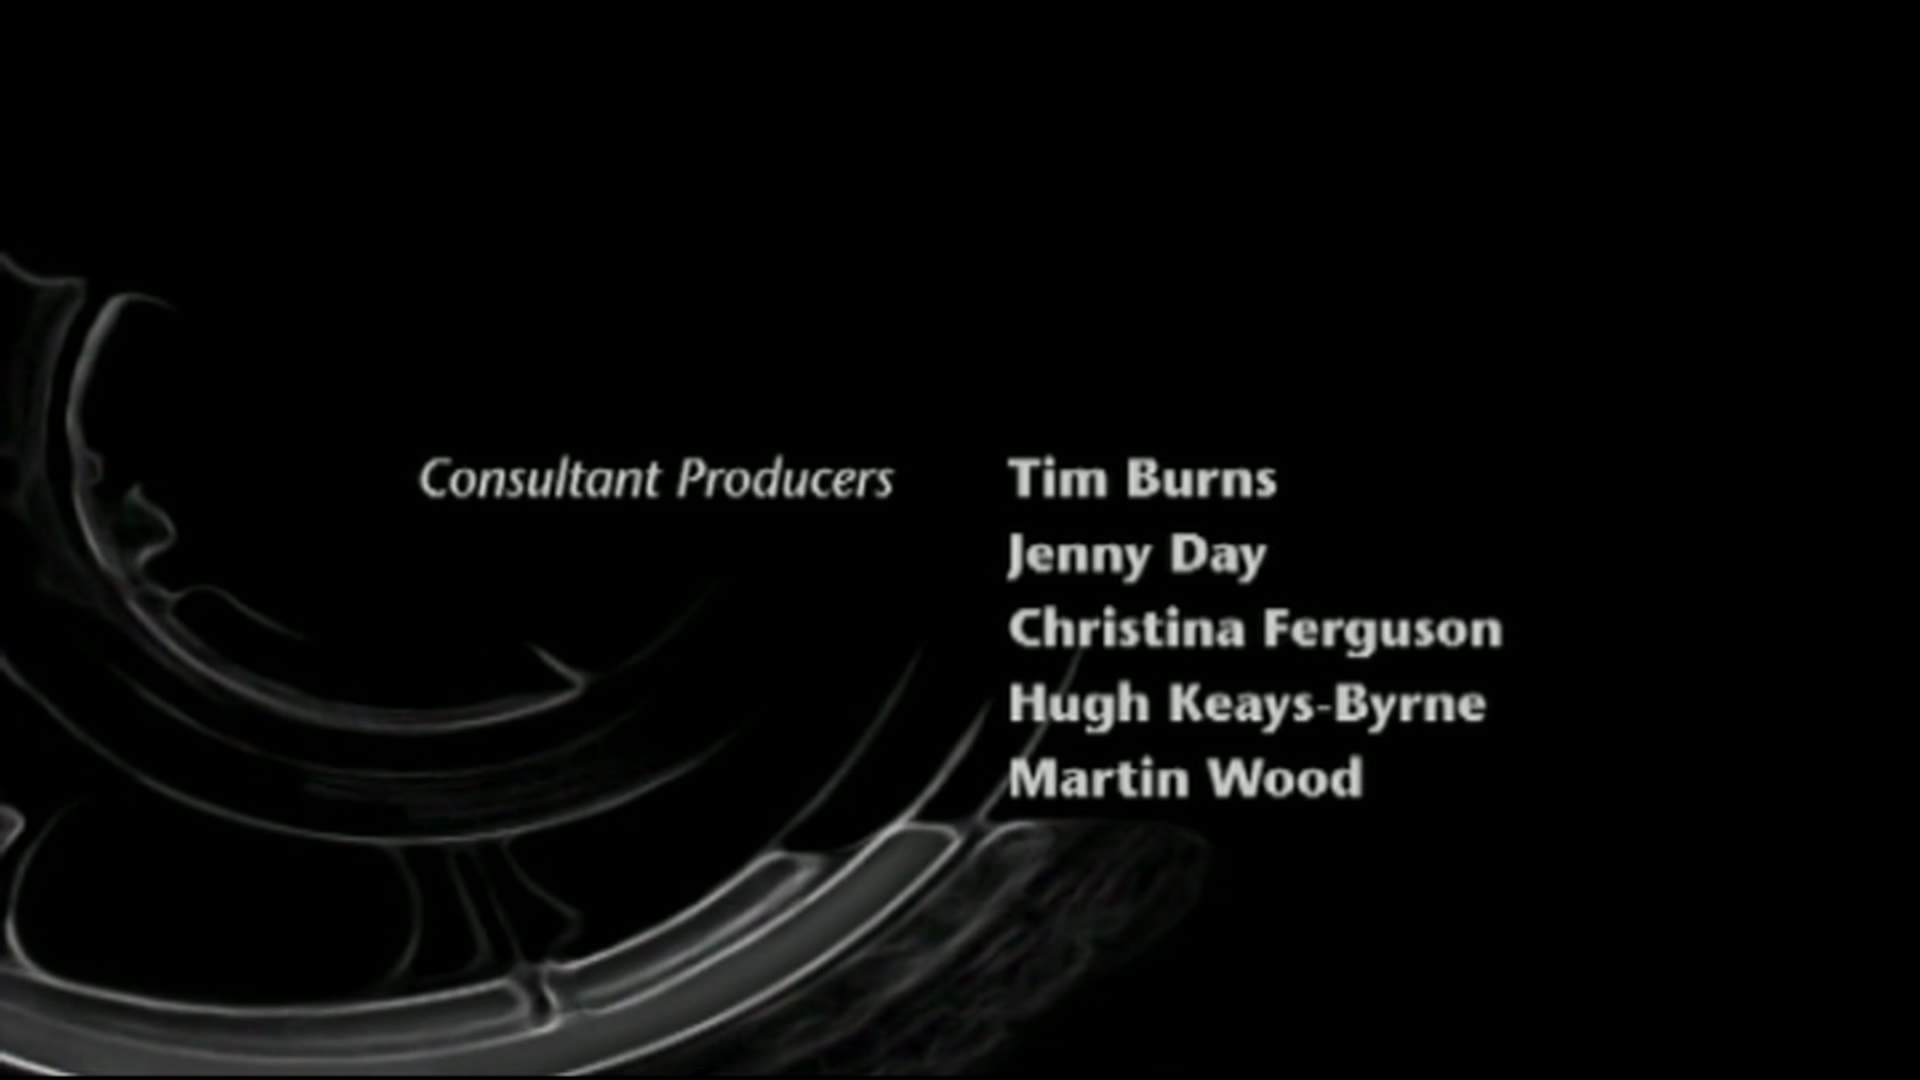 Consultant Producers Tim Burns
Jenny Day
Christina Ferguson
Hugh Keays-Byrne
Martin Wood